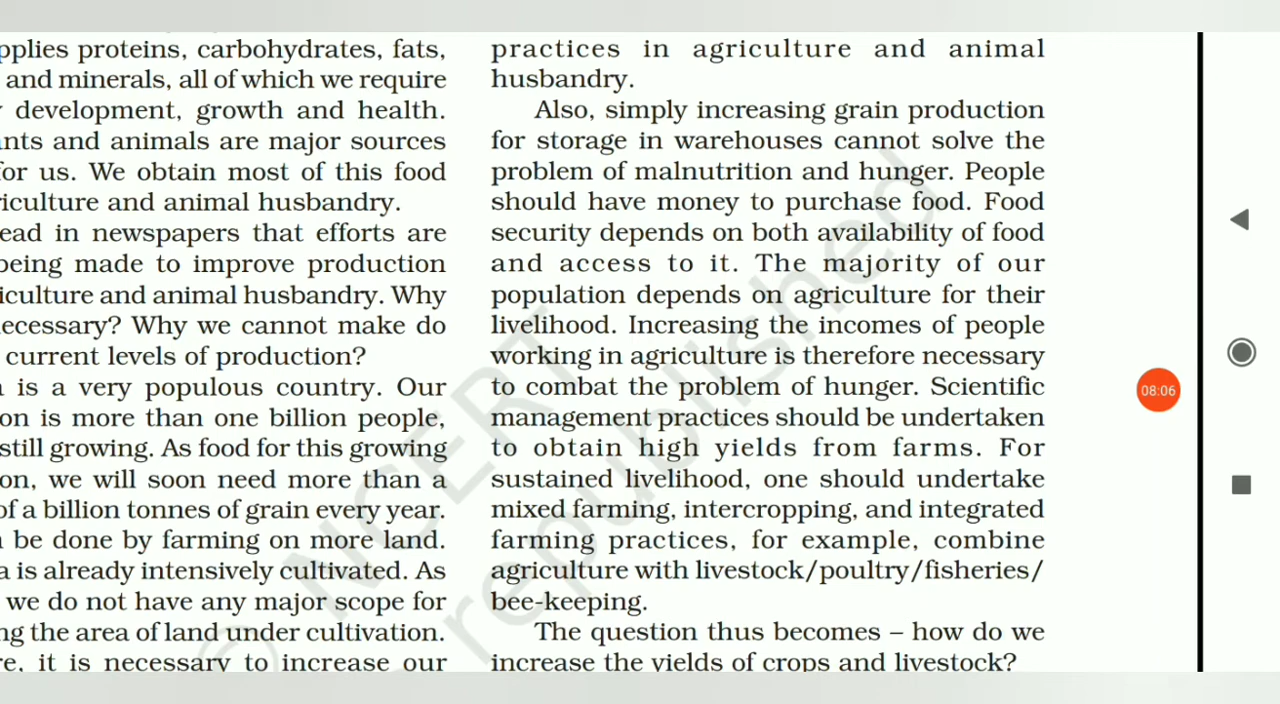 pplies proteins, carbohydrates, fats,
and minerals, all of which we require
development, growth and health.
nts and animals are major sources
for us. We obtain most of this food
riculture and animal husbandry.
ead in newspapers that efforts are
being made to improve production
iculture and animal husbandry. Why
ecessary? Why we cannot make do
current levels of production?
is a very populous country. Our
on is more than one billion people,
still growing. As food for this growing
on, we will soon need more than a
of a billion tonnes of grain every year.
be done by farming on more land.
a is already intensively cultivated. As
we do not have any major scope for
ng the area of land under cultivation.
re, it is necessary to increase our
practices in agriculture and animal
husbandry.
Also, simply increasing grain production
for storage in warehouses cannot solve the
problem of malnutrition and hunger. People
should have money to purchase food. Food
security depends on both availability of food
and access to it. The majority of our
population depends on agriculture for their
livelihood. Increasing the incomes of people
working in agriculture is therefore necessary
to combat the problem of hunger. Scientific
management practices should be undertaken
to obtain high yields from farms. For
sustained livelihood, one should undertake
mixed farming, intercropping, and integrated
farming practices, for example, combine
agriculture with livestock/poultry/fisheries/
bee-keeping.
The question thus becomes – how do we
increase the yields of crops and livestock?
© NCERT
republished
08:06